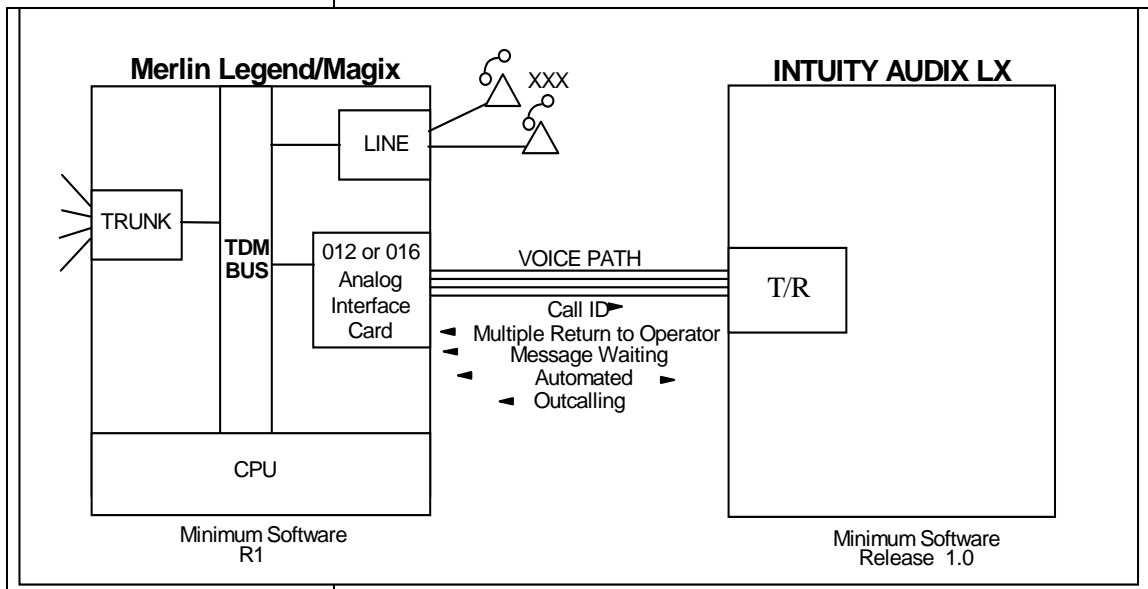 Merlin Legend/Magix
INTUITY AUDIX LX
XXX
LINE
TRUNK
TDM
BUS
012 or 016
Analog
Interface
Card
VOICE PATH
T/R
Call ID
Multiple Return to Operator
Message Waiting
Automated
Outcalling
CPU
Minimum Software
R1
Minimum Software
Release 1.0